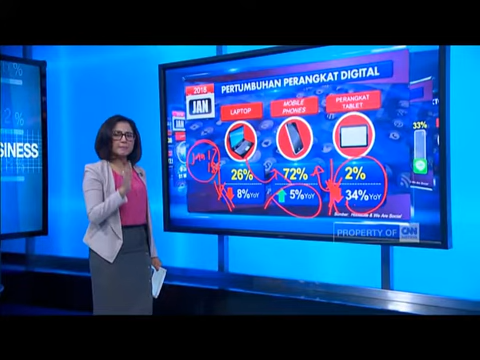 PERTUMBUHAN PERANGKAT DIGITAL
2018
JAN
LAPTOP
MOBILE
PHONES
PERANGKAT
TABLET
26%
72%
2%
8% YoY
5% YoY
34% YoY
33%
SINESS
PROPERTY OF CNN